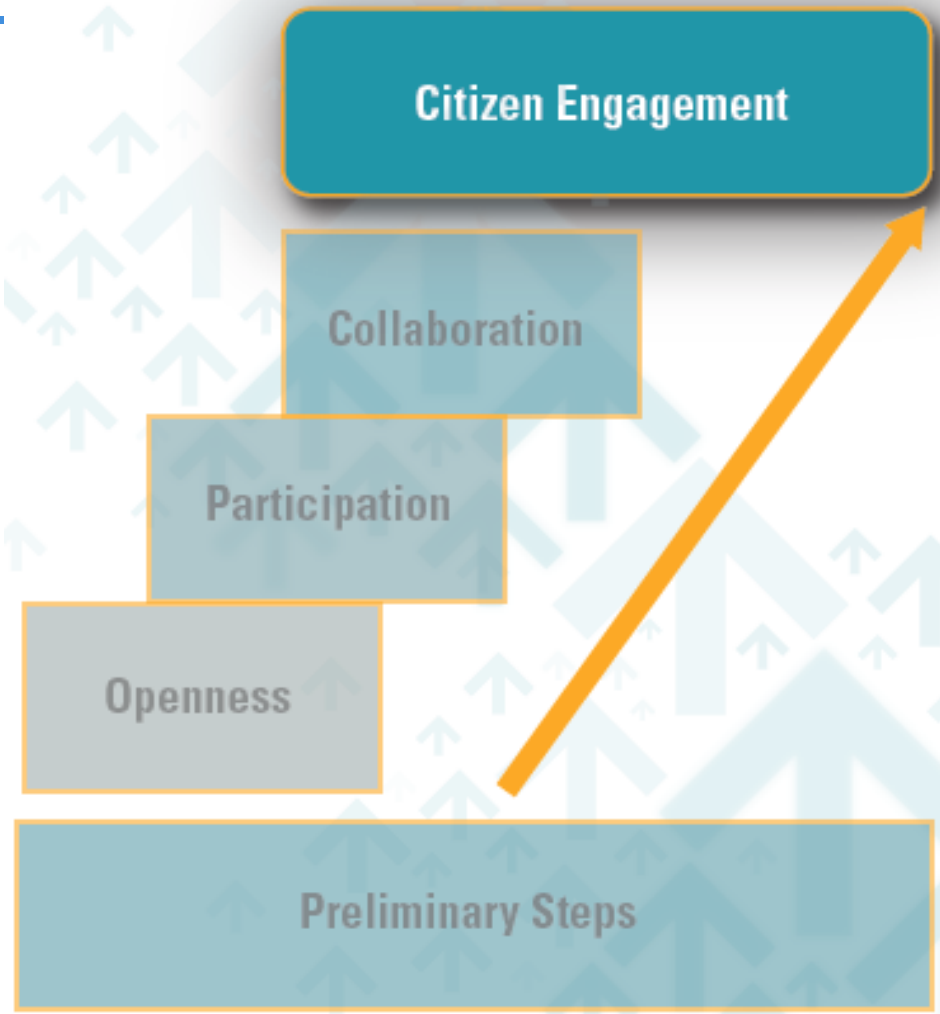 Citizen Engagement
Collaboration
Participation
Openness
Preliminary Steps